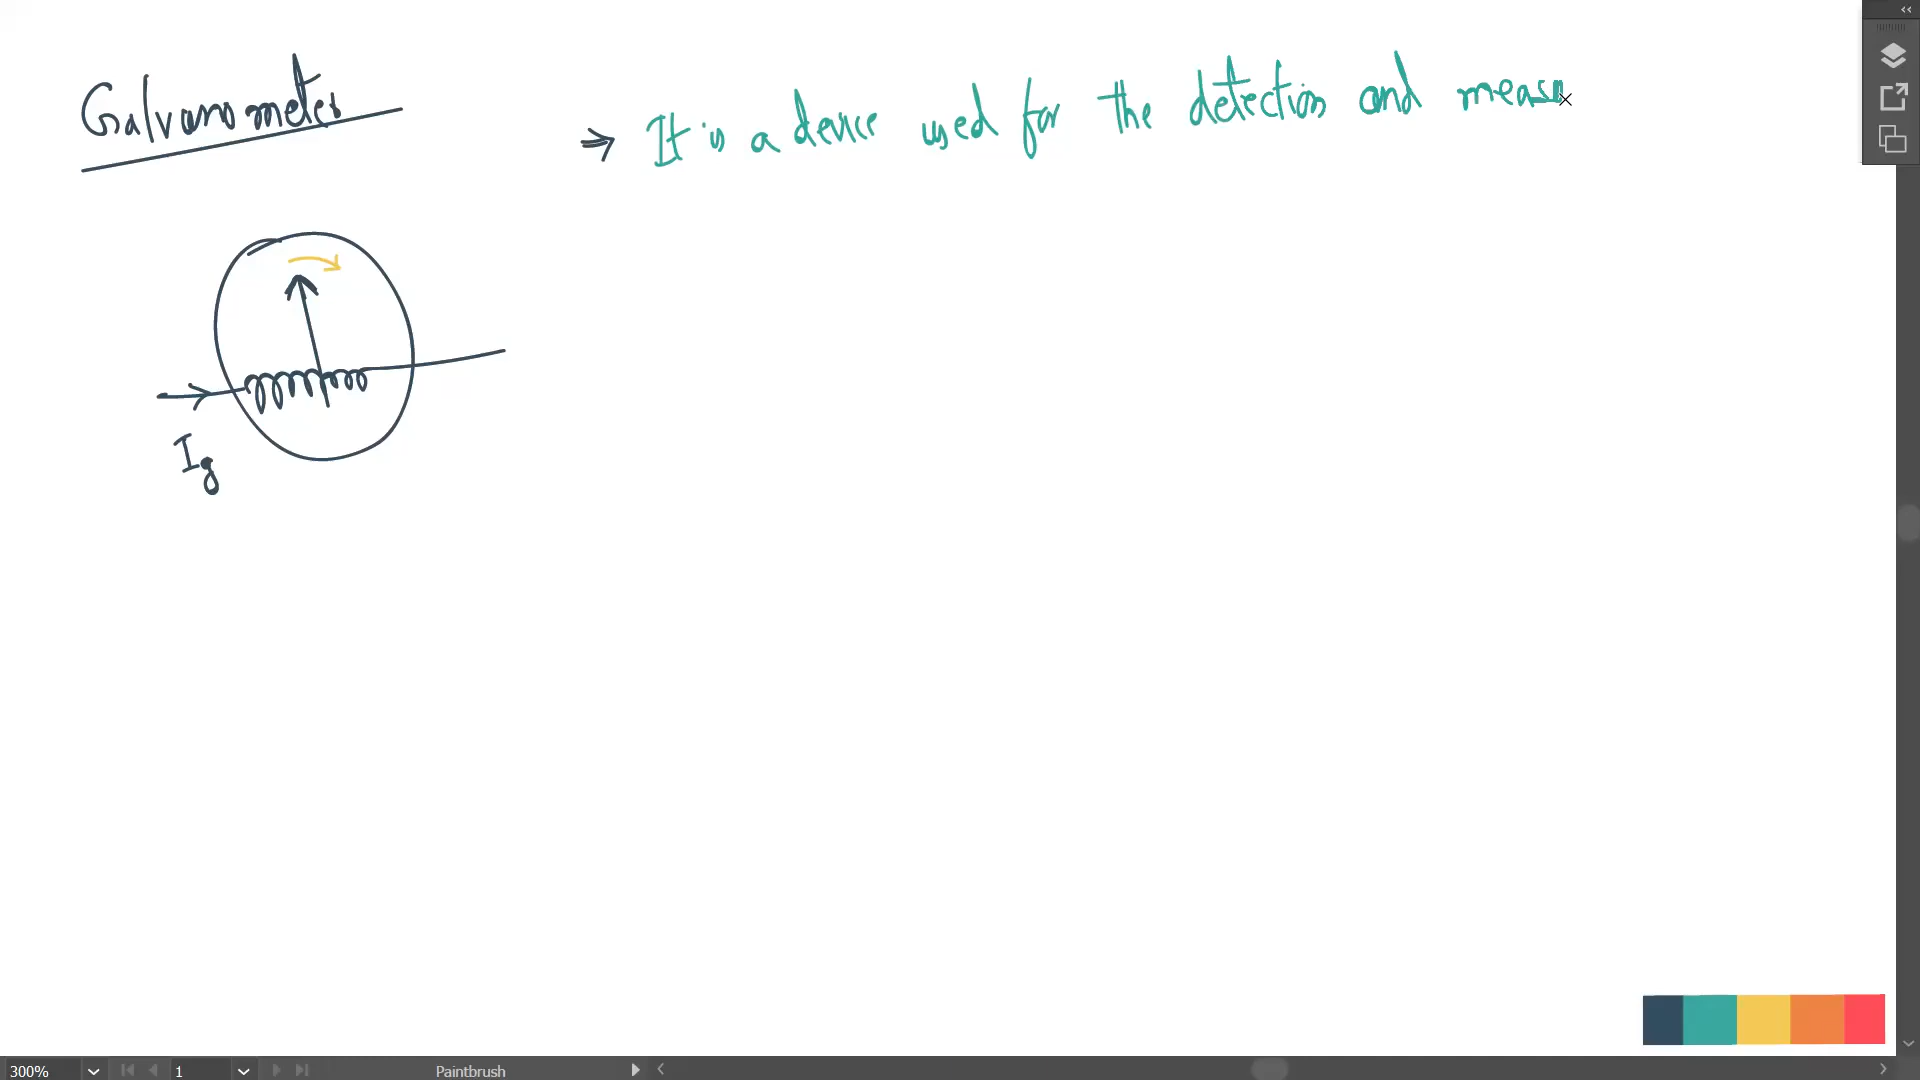 Galvanometer
⇒ It is a device used for the detection and measu
Ig
300%
1
Paintbrush